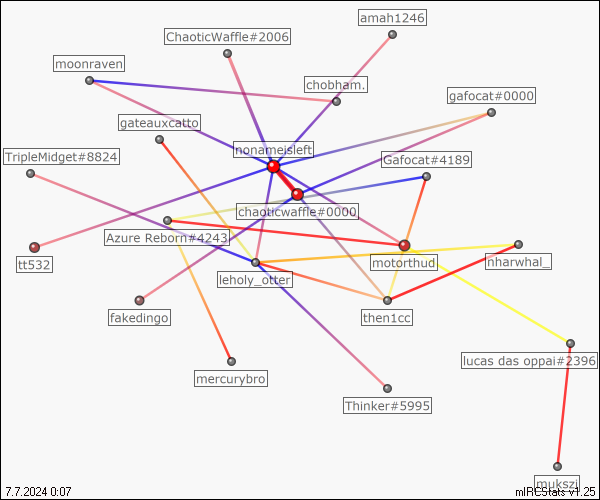 amah1246
ChaoticWaffle#2006
moonraven
chobham.
gafocat#0000
gateauxcatto
nonameisleft
TripleMidget#8824
Gafocat#4189
chaoticwaffle#0000
Azure Reborn#4243
tt532
motorthud
nharwhal_
leholy_otter
fakedingo
then1cc
lucas das oppai#2396
mercurybro
Thinker#5995
mukszi
7.7.2024 0:07
mIRCStats v1.25